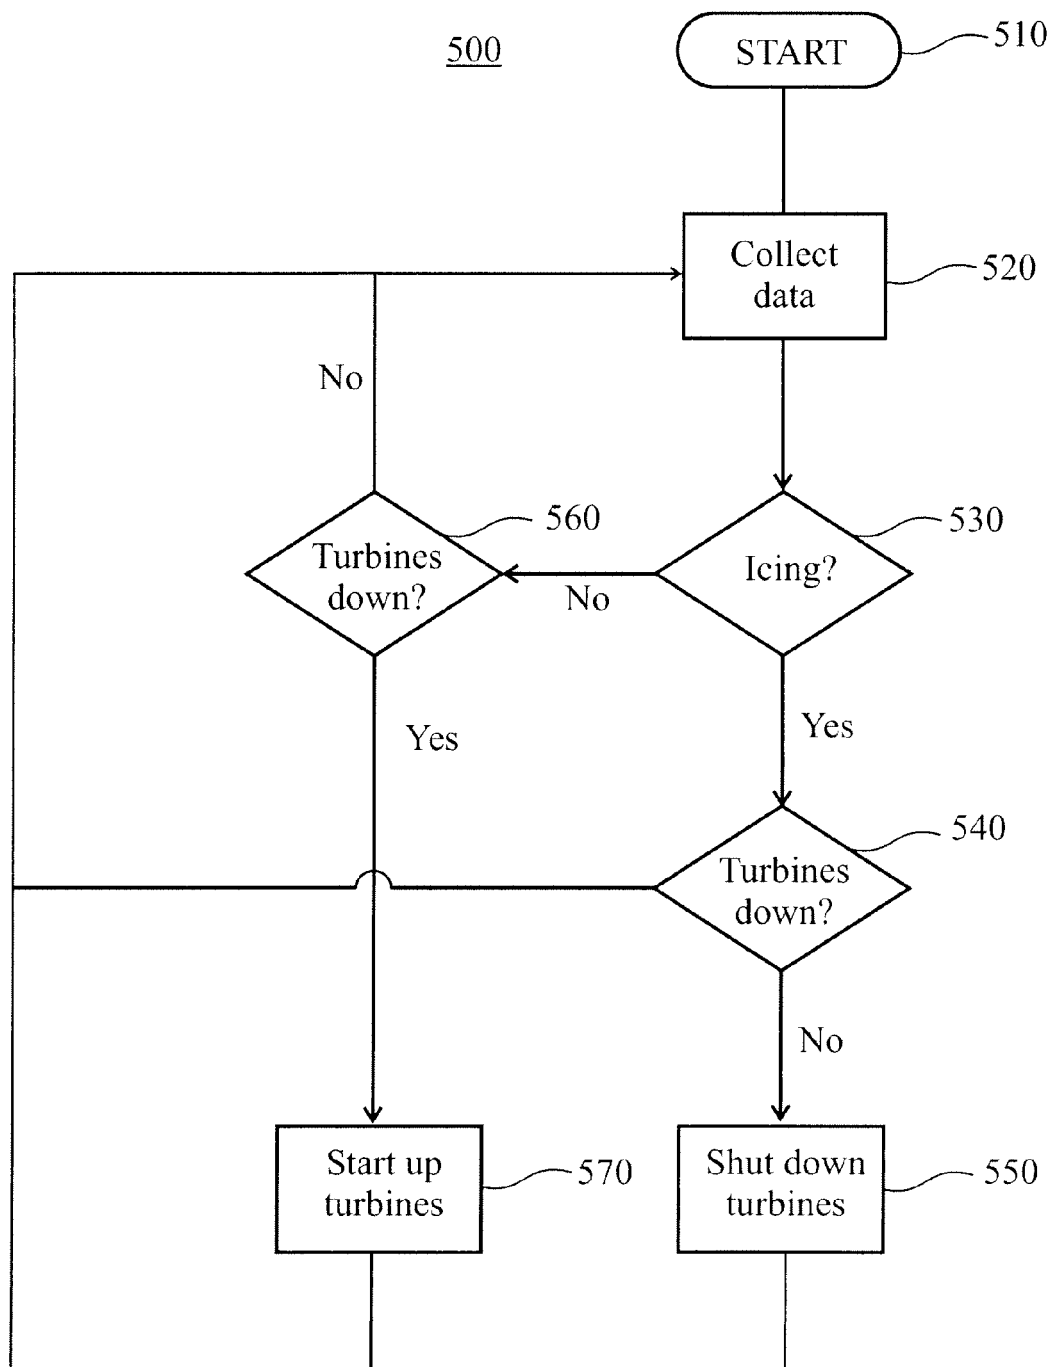 500
START
510
Collect
data
520
No
Turbines
down?
560
No
Icing?
530
Yes
Yes
Turbines
down?
540
No
Start up
turbines
570
Shut down
turbines
550